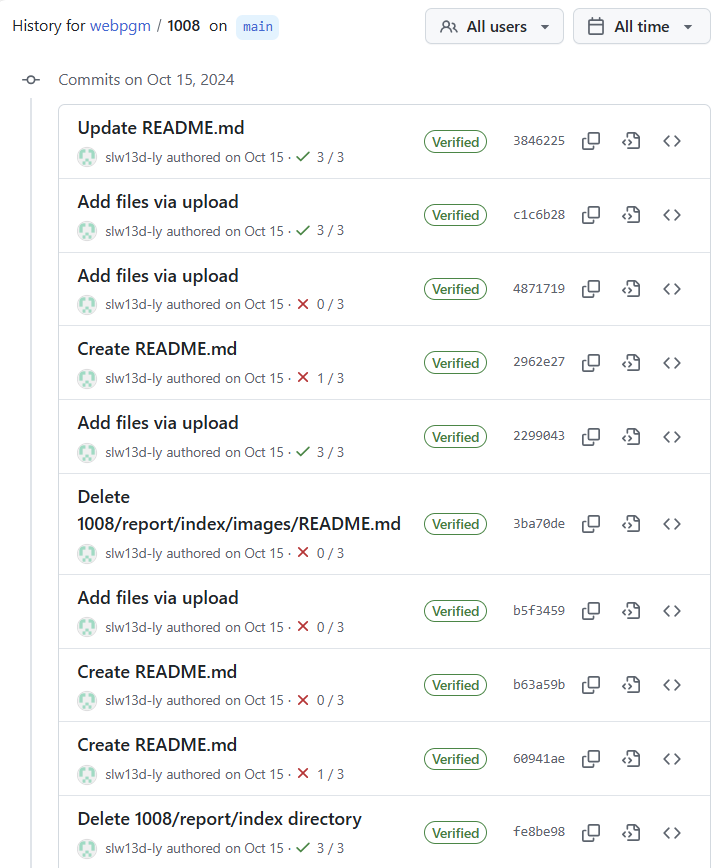 History for webpgm / 1008 on main
All users
All time
Commits on Oct 15, 2024
Update README.md
slw13d-ly authored on Oct 15 · 3 / 3
Verified
3846225
Add files via upload
slw13d-ly authored on Oct 15 · 3 / 3
Verified
c1c6b28
Add files via upload
slw13d-ly authored on Oct 15 · 0 / 3
Verified
4871719
Create README.md
slw13d-ly authored on Oct 15 · 1 / 3
Verified
2962e27
Add files via upload
slw13d-ly authored on Oct 15 · 3 / 3
Verified
2299043
Delete
1008/report/index/images/README.md
slw13d-ly authored on Oct 15 · 0 / 3
Verified
3ba70de
Add files via upload
slw13d-ly authored on Oct 15 · 0 / 3
Verified
b5f3459
Create README.md
slw13d-ly authored on Oct 15 · 0 / 3
Verified
b63a59b
Create README.md
slw13d-ly authored on Oct 15 · 1 / 3
Verified
60941ae
Delete 1008/report/index directory
slw13d-ly authored on Oct 15 · 3 / 3
Verified
fe8be98